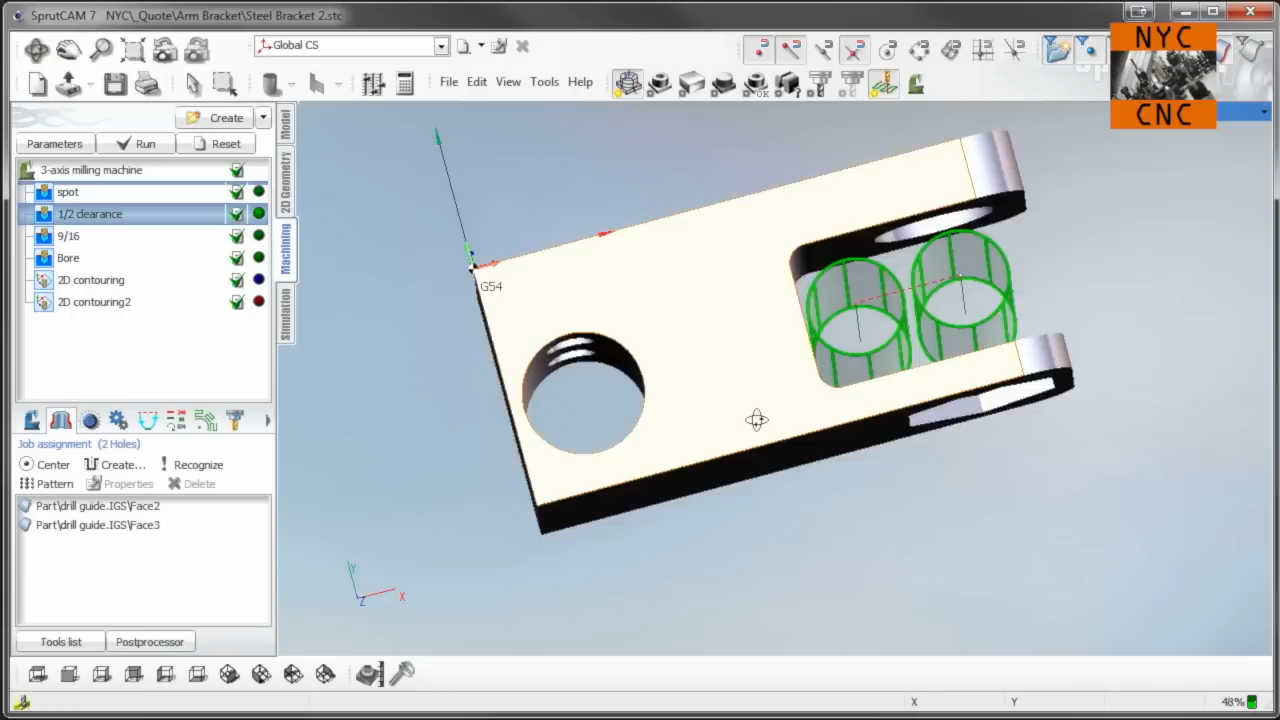 SprutCAM 7 NYC\_Quote\Arm Bracket\Steel Bracket 2.stc
Global CS
NYC
CNC
File Edit View Tools Help
OK
Create
Parameters Run Reset
3-axis milling machine
spot
1/2 clearance
9/16
Bore
2D contouring
2D contouring2
Model
2D Geometry
Machining
Simulation
G54
Job assignment (2 Holes)
Center Create... Recognize
Pattern Properties Delete
Part\drill guide.IGS\Face2
Part\drill guide.IGS\Face3
Y
X
Z
Tools list Postprocessor
X Y 48%